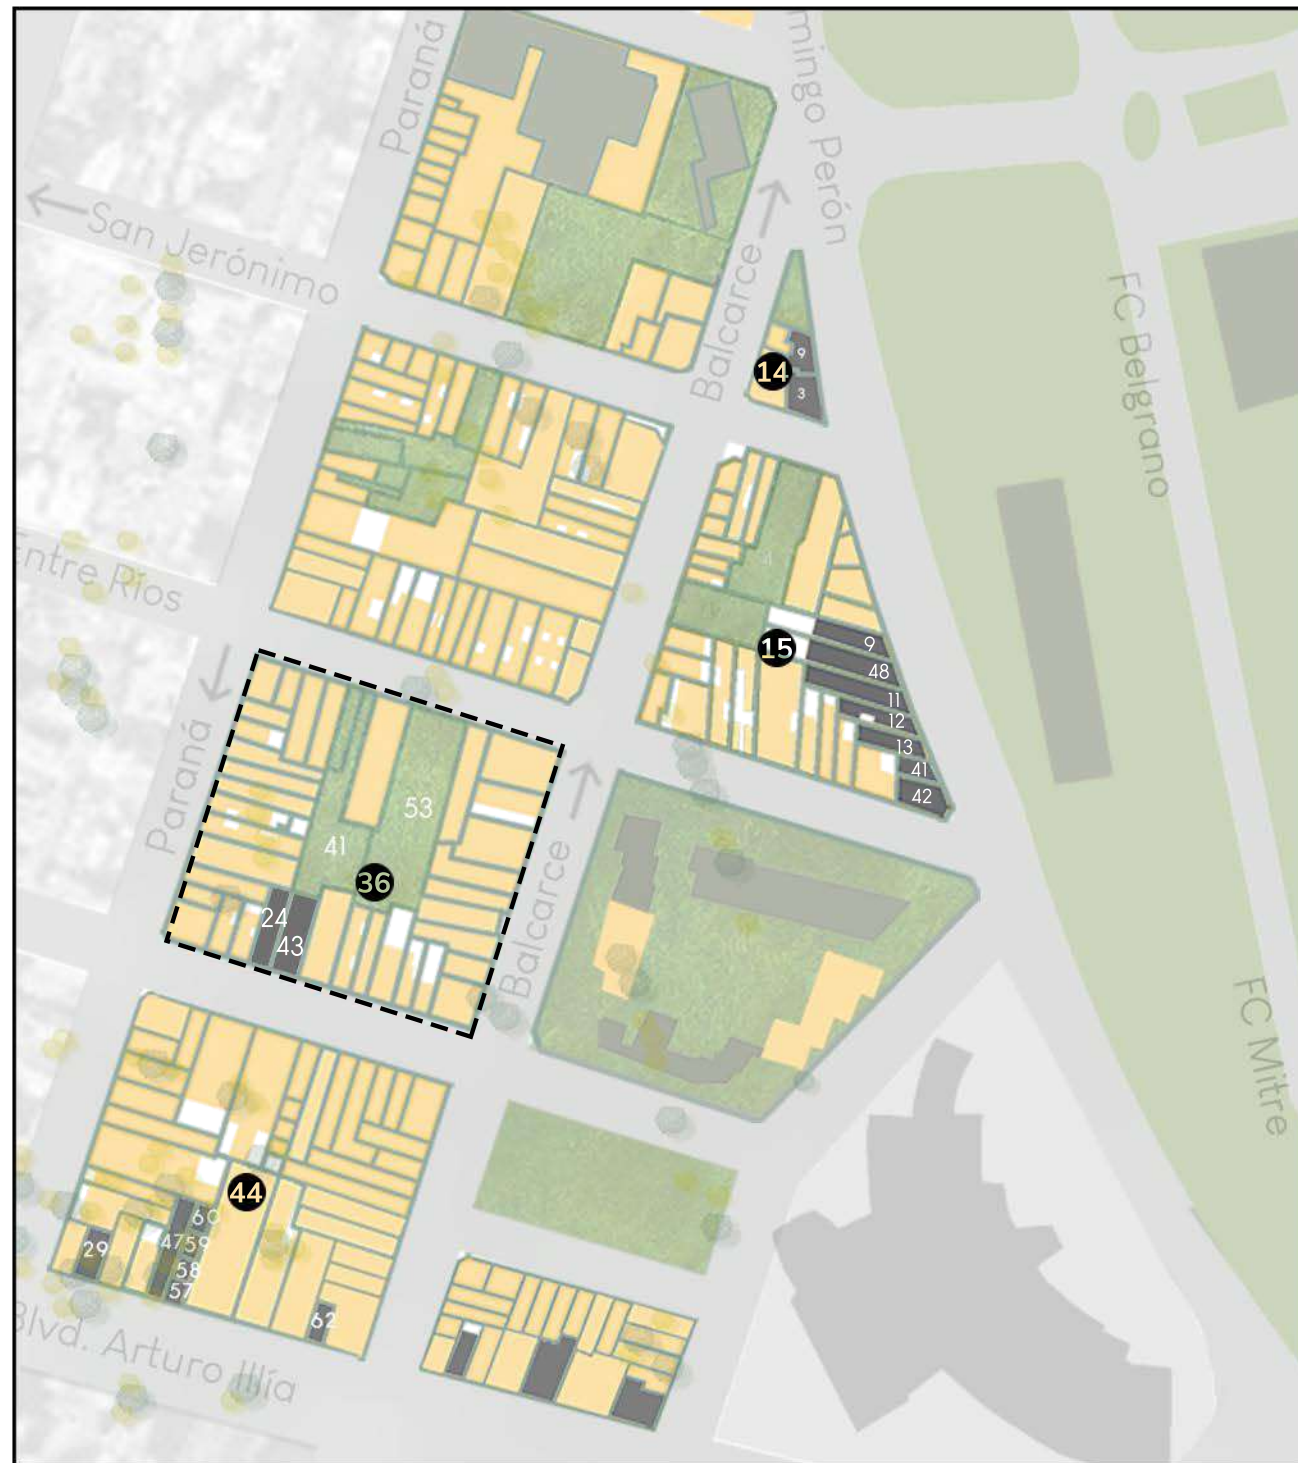 Paraná
mingo Perón
San Jerónimo
Balcarce
FC Belgrano
9
14
3
Entre Ríos
15
9
48
11
12
13
41
42
Paraná
53
41
36
24
43
Balcarce
FC Mitre
44
60
47
59
29
58
57
62
Blvd. Arturo Illía